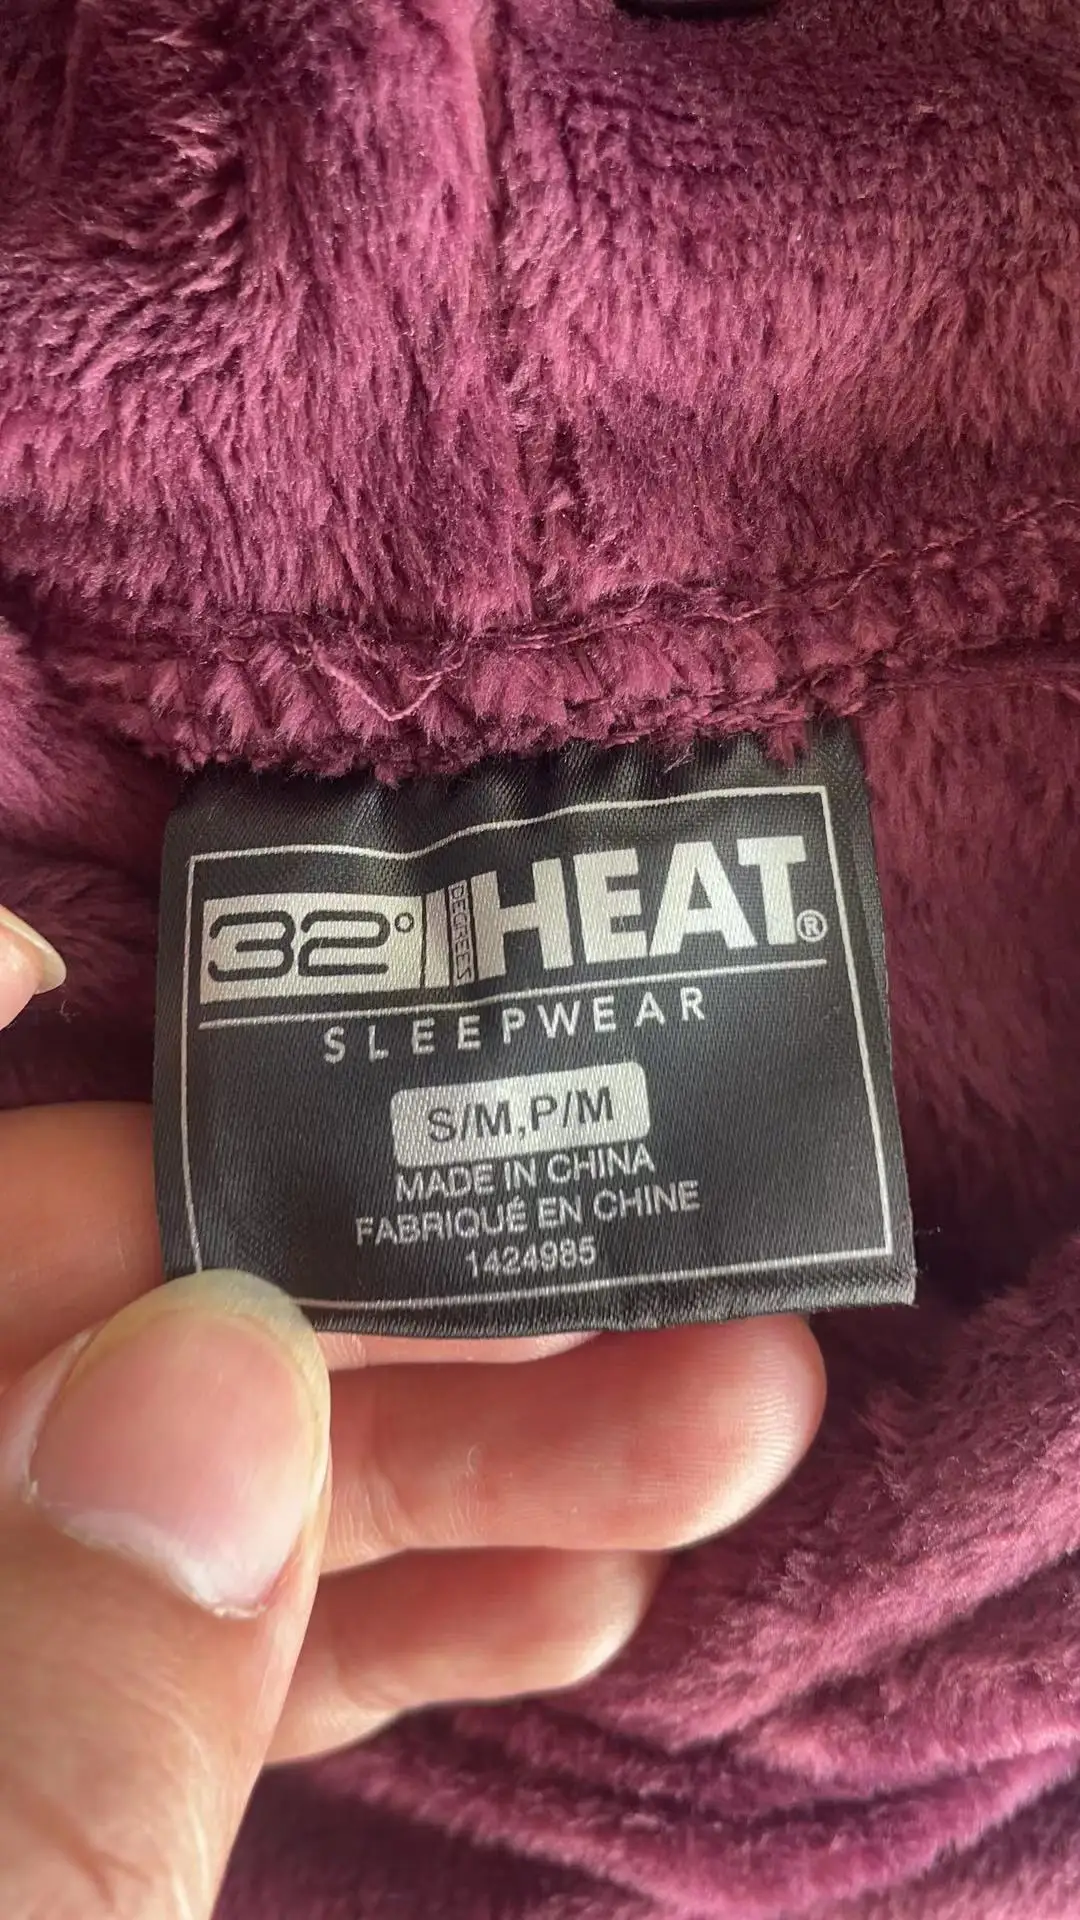 32° DEGREES HEAT®
SLEEPWEAR
S/M,P/M
MADE IN CHINA
FABRIQUÉ EN CHINE
1424985